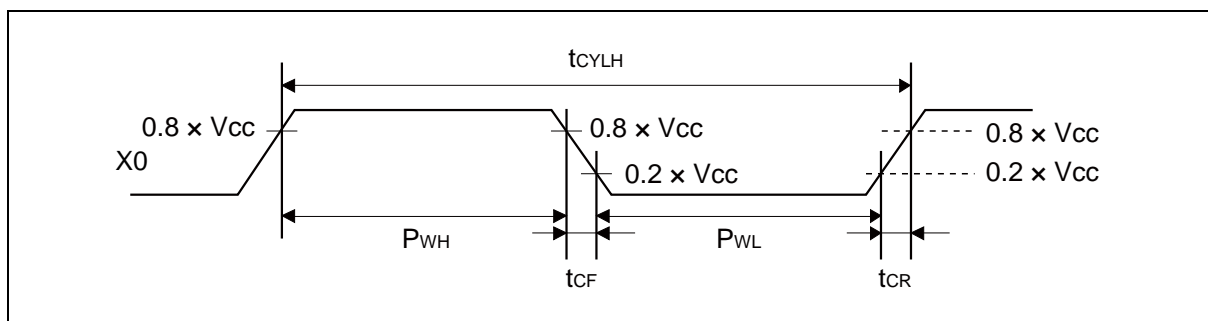 tCYLH
0.8 × Vcc
0.8 × Vcc
0.8 × Vcc
X0
0.2 × Vcc
0.2 × Vcc
PWH
PWL
tCF
tCR